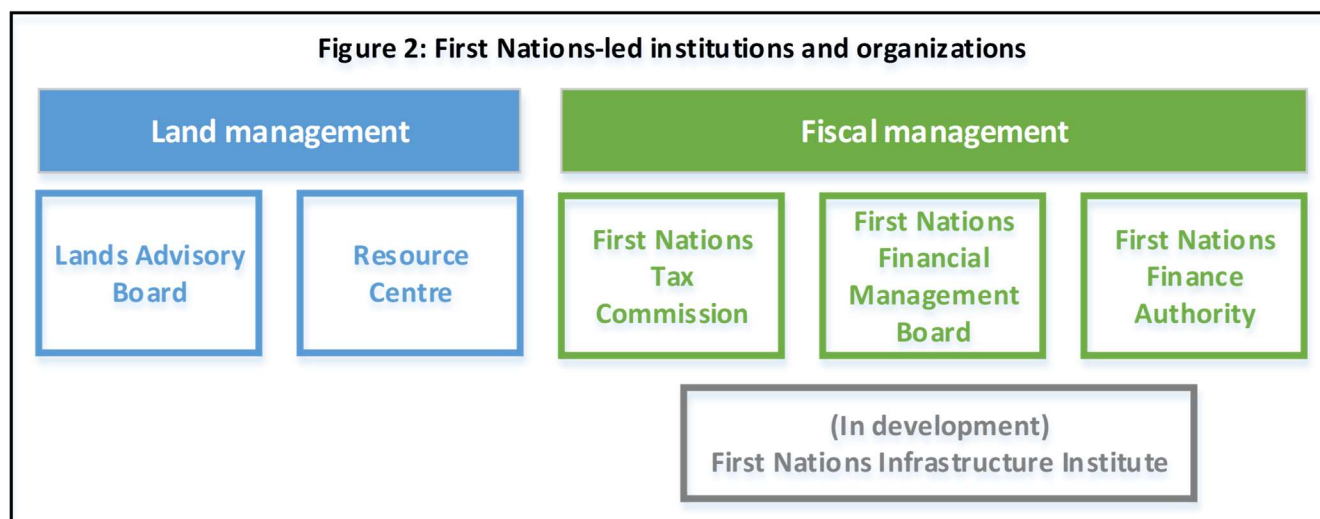 Figure 2: First Nations-led institutions and organizations
Land management
Fiscal management
Lands Advisory
Board
Resource
Centre
First Nations
Tax
Commission
First Nations
Financial
Management
Board
First Nations
Finance
Authority
(In development)
First Nations Infrastructure Institute